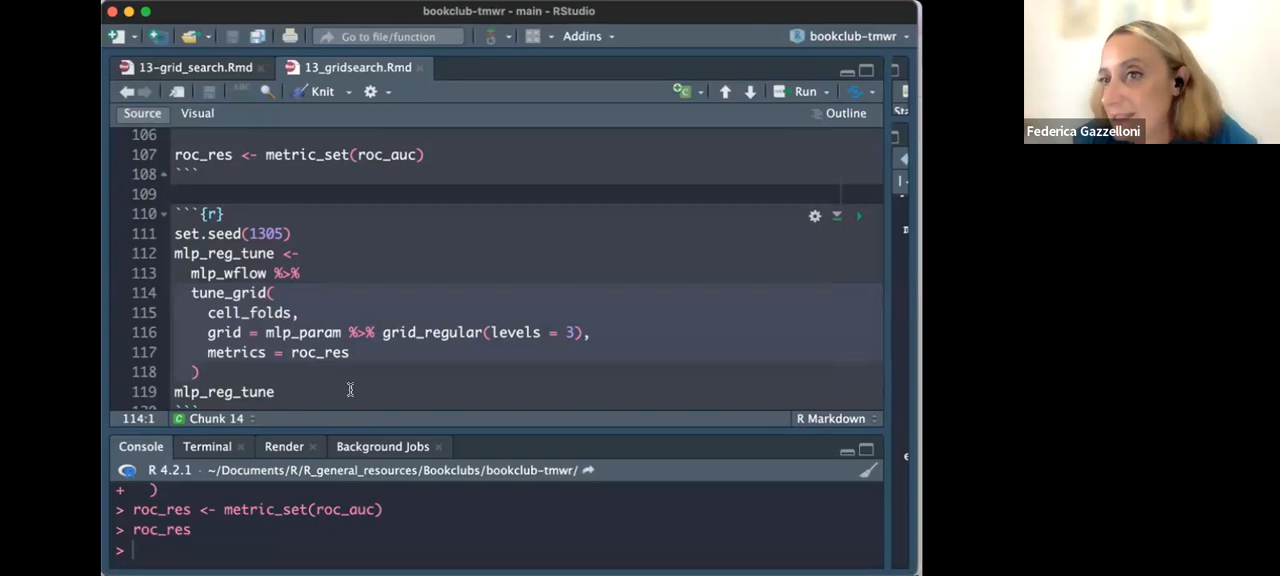 bookclub-tmwr - main - RStudio
Go to file/function
Addins
bookclub-tmwr
13-grid_search.Rmd
13_gridsearch.Rmd
Knit
Run
Source
Visual
Outline
106
107 roc_res <- metric_set(roc_auc)
108 ```
109
110 ```{r}
111 set.seed(1305)
112 mlp_reg_tune <-
113 mlp_wflow %>%
114 tune_grid(
115 cell_folds,
116 grid = mlp_param %>% grid_regular(levels = 3),
117 metrics = roc_res
118 )
119 mlp_reg_tune
114:1
Chunk 14
R Markdown
Console
Terminal
Render
Background Jobs
R 4.2.1 · ~/Documents/R/R_general_resources/Bookclubs/bookclub-tmwr/
+ )
> roc_res <- metric_set(roc_auc)
> roc_res
>
Federica Gazzelloni